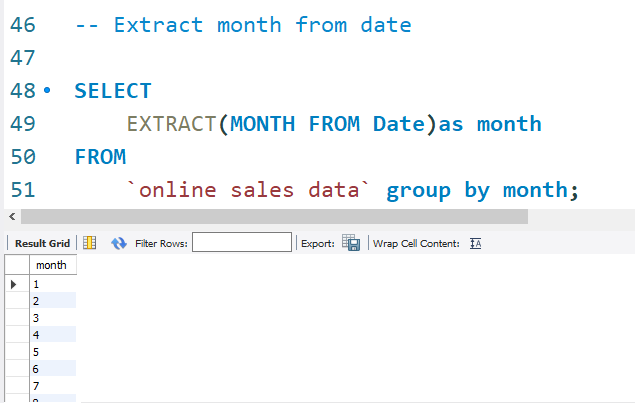 46 -- Extract month from date
47
48 SELECT
49 EXTRACT(MONTH FROM Date)as month
50 FROM
51 `online sales data` group by month;
Result Grid Filter Rows: Export: Wrap Cell Content:
month
1
2
3
4
5
6
7